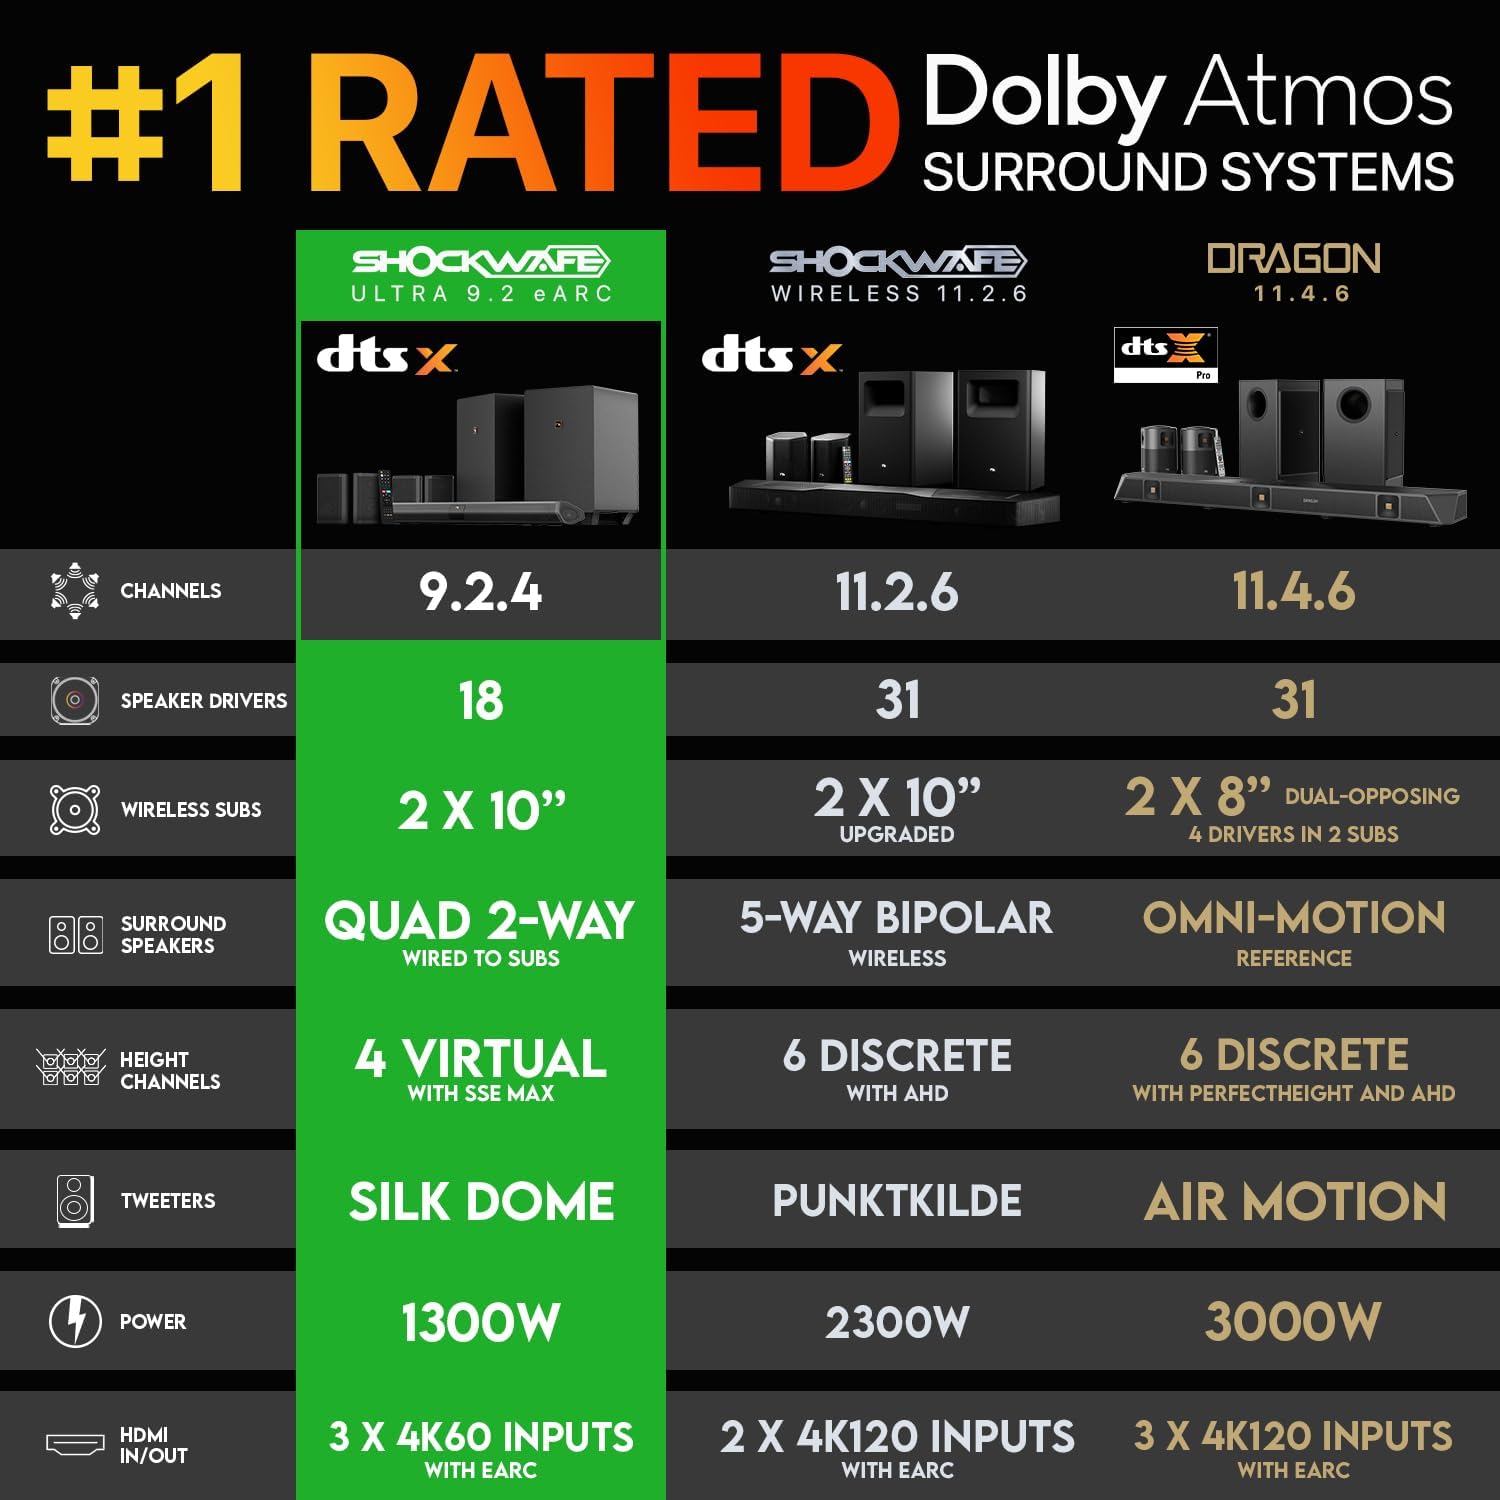 #1 RATED Dolby Atmos
SURROUND SYSTEMS
SHOCKWAFE
ULTRA 9.2 eARC
SHOCKWAFE
WIRELESS 11.2.6
DRAGON
11.4.6
dts X
dts X
dts X
Pro
CHANNELS
9.2.4
11.2.6
11.4.6
SPEAKER DRIVERS
18
31
31
WIRELESS SUBS
2 X 10”
2 X 10”
UPGRADED
2 X 8” DUAL-OPPOSING
4 DRIVERS IN 2 SUBS
SURROUND
SPEAKERS
QUAD 2-WAY
WIRED TO SUBS
5-WAY BIPOLAR
WIRELESS
OMNI-MOTION
REFERENCE
HEIGHT
CHANNELS
4 VIRTUAL
WITH SSE MAX
6 DISCRETE
WITH AHD
6 DISCRETE
WITH PERFECTHEIGHT AND AHD
TWEETERS
SILK DOME
PUNKTKILDE
AIR MOTION
POWER
1300W
2300W
3000W
HDMI
IN/OUT
3 X 4K60 INPUTS
WITH EARC
2 X 4K120 INPUTS
WITH EARC
3 X 4K120 INPUTS
WITH EARC